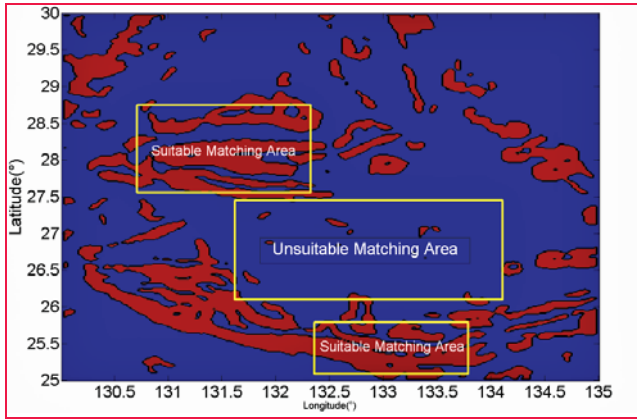 30
29.5
29
28.5
28
27.5
27
26.5
26
25.5
25
Latitude(°)
Suitable Matching Area
Unsuitable Matching Area
Suitable Matching Area
130.5 131 131.5 132 132.5 133 133.5 134 134.5 135
Longitude(°)